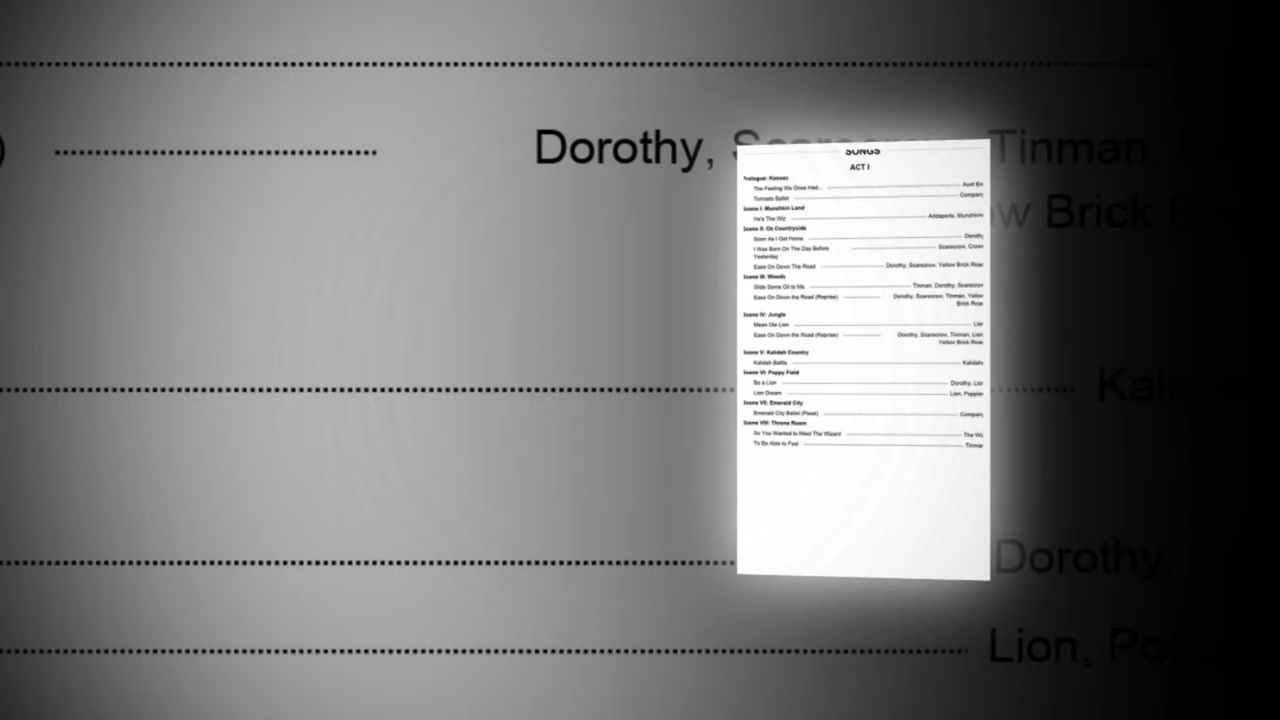 )
Dorothy,
Tinman
Brick
Dorothy,
Lion,
SONGS
ACT I
Prologue: Kansas
The Feeling We Once Had... Aunt Em
Tornado Ballet Company
Scene I: Munchkin Land
He's The Wiz Addaperle, Munchkins
Scene II: Oz Countryside
Soon As I Get Home Dorothy
I Was Born On The Day Before Scarecrow, Crows
Yesterday
Ease On Down The Road Dorothy, Scarecrow, Yellow Brick Road
Scene III: Woods
Slide Some Oil to Me Tinman, Dorothy, Scarecrow
Ease On Down the Road (Reprise) Dorothy, Scarecrow, Tinman, Yellow
Brick Road
Scene IV: Jungle
Mean Ole Lion Lion
Ease On Down the Road (Reprise) Dorothy, Scarecrow, Tinman, Lion
Yellow Brick Road
Scene V: Kalidah Country
Kalidah Battle Kalidahs
Scene VI: Poppy Field
Be a Lion Dorothy, Lion
Lion Dream Lion, Poppies
Scene VII: Emerald City
Emerald City Ballet (Psst) Company
Scene VIII: Throne Room
So You Wanted to Meet The Wizard The Wiz
To Be Able to Feel Tinman